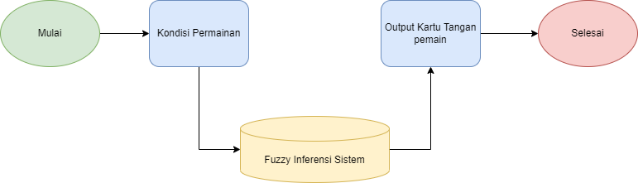 Mulai
Kondisi Permainan
Output Kartu Tangan
pemain
Selesai
Fuzzy Inferensi Sistem